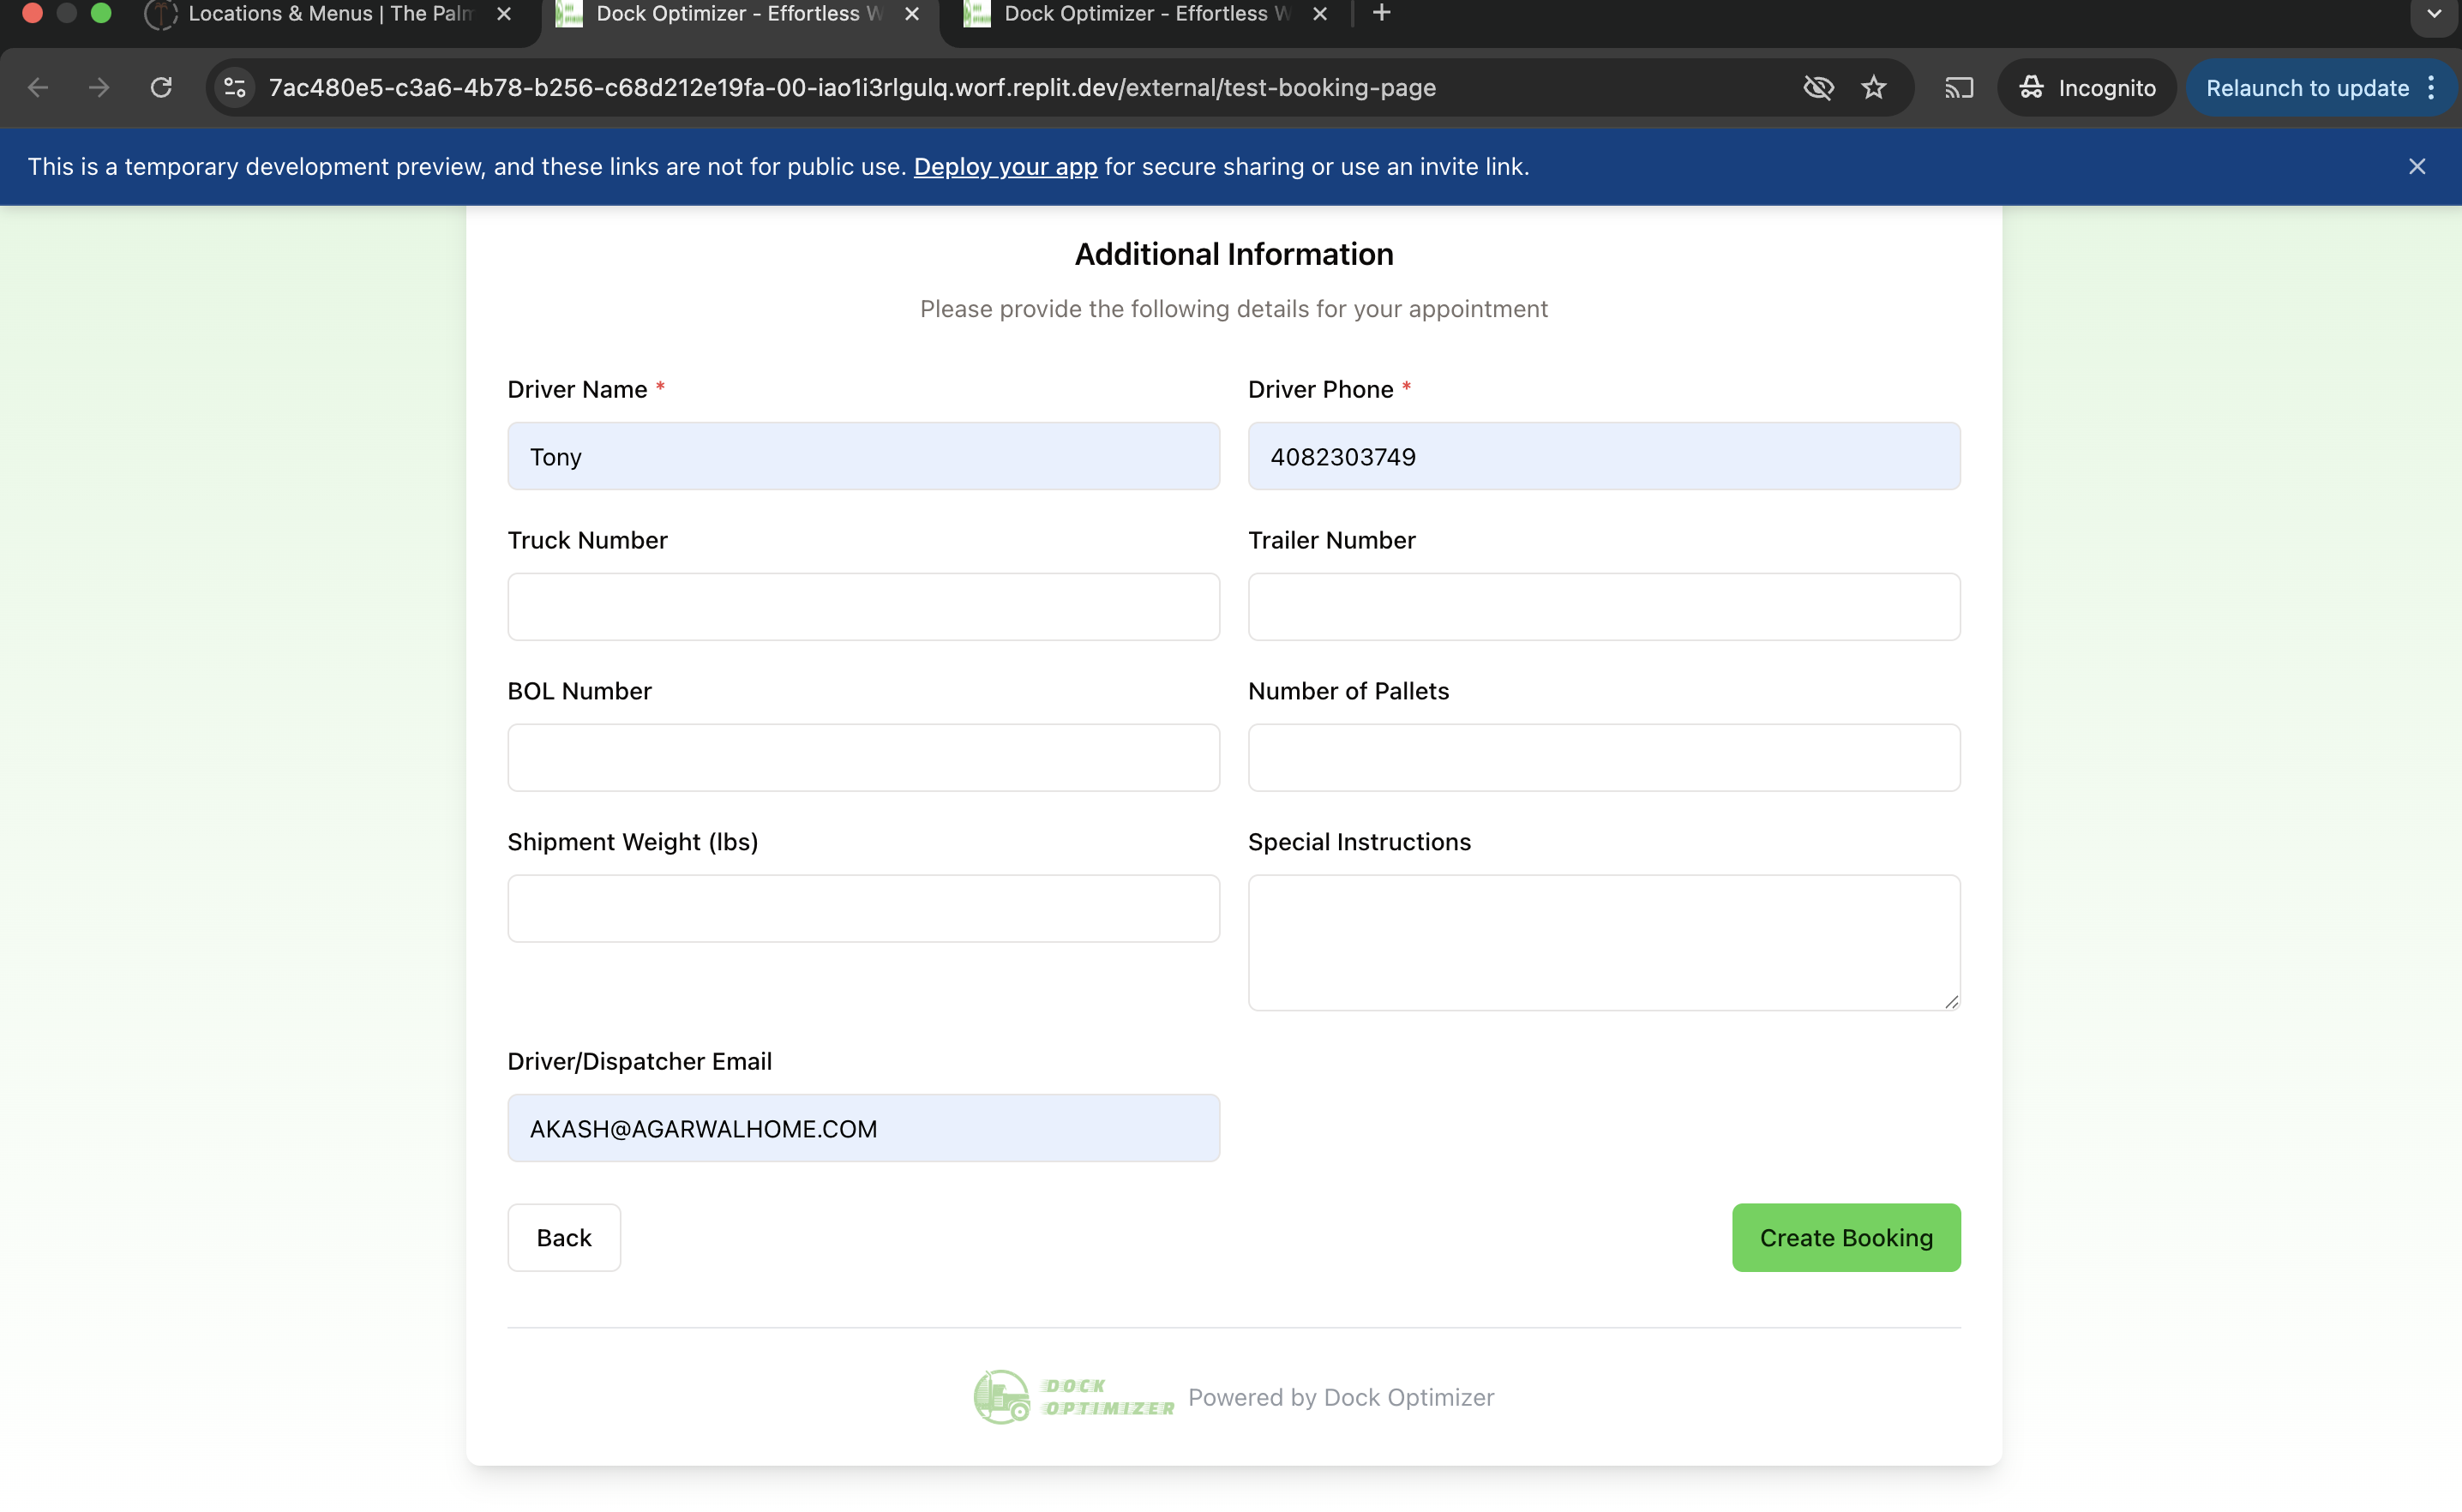 Locations & Menus | The Palm
Dock Optimizer - Effortless W
Dock Optimizer - Effortless W
7ac480e5-c3a6-4b78-b256-c68d212e19fa-00-iao1i3rlgulq.worf.replit.dev/external/test-booking-page
Incognito
Relaunch to update
This is a temporary development preview, and these links are not for public use. Deploy your app for secure sharing or use an invite link.
Additional Information
Please provide the following details for your appointment
Driver Name *
Driver Phone *
Tony
4082303749
Truck Number
Trailer Number
BOL Number
Number of Pallets
Shipment Weight (lbs)
Special Instructions
Driver/Dispatcher Email
AKASH@AGARWALHOME.COM
Back
Create Booking
DOCK
OPTIMIZER
Powered by Dock Optimizer